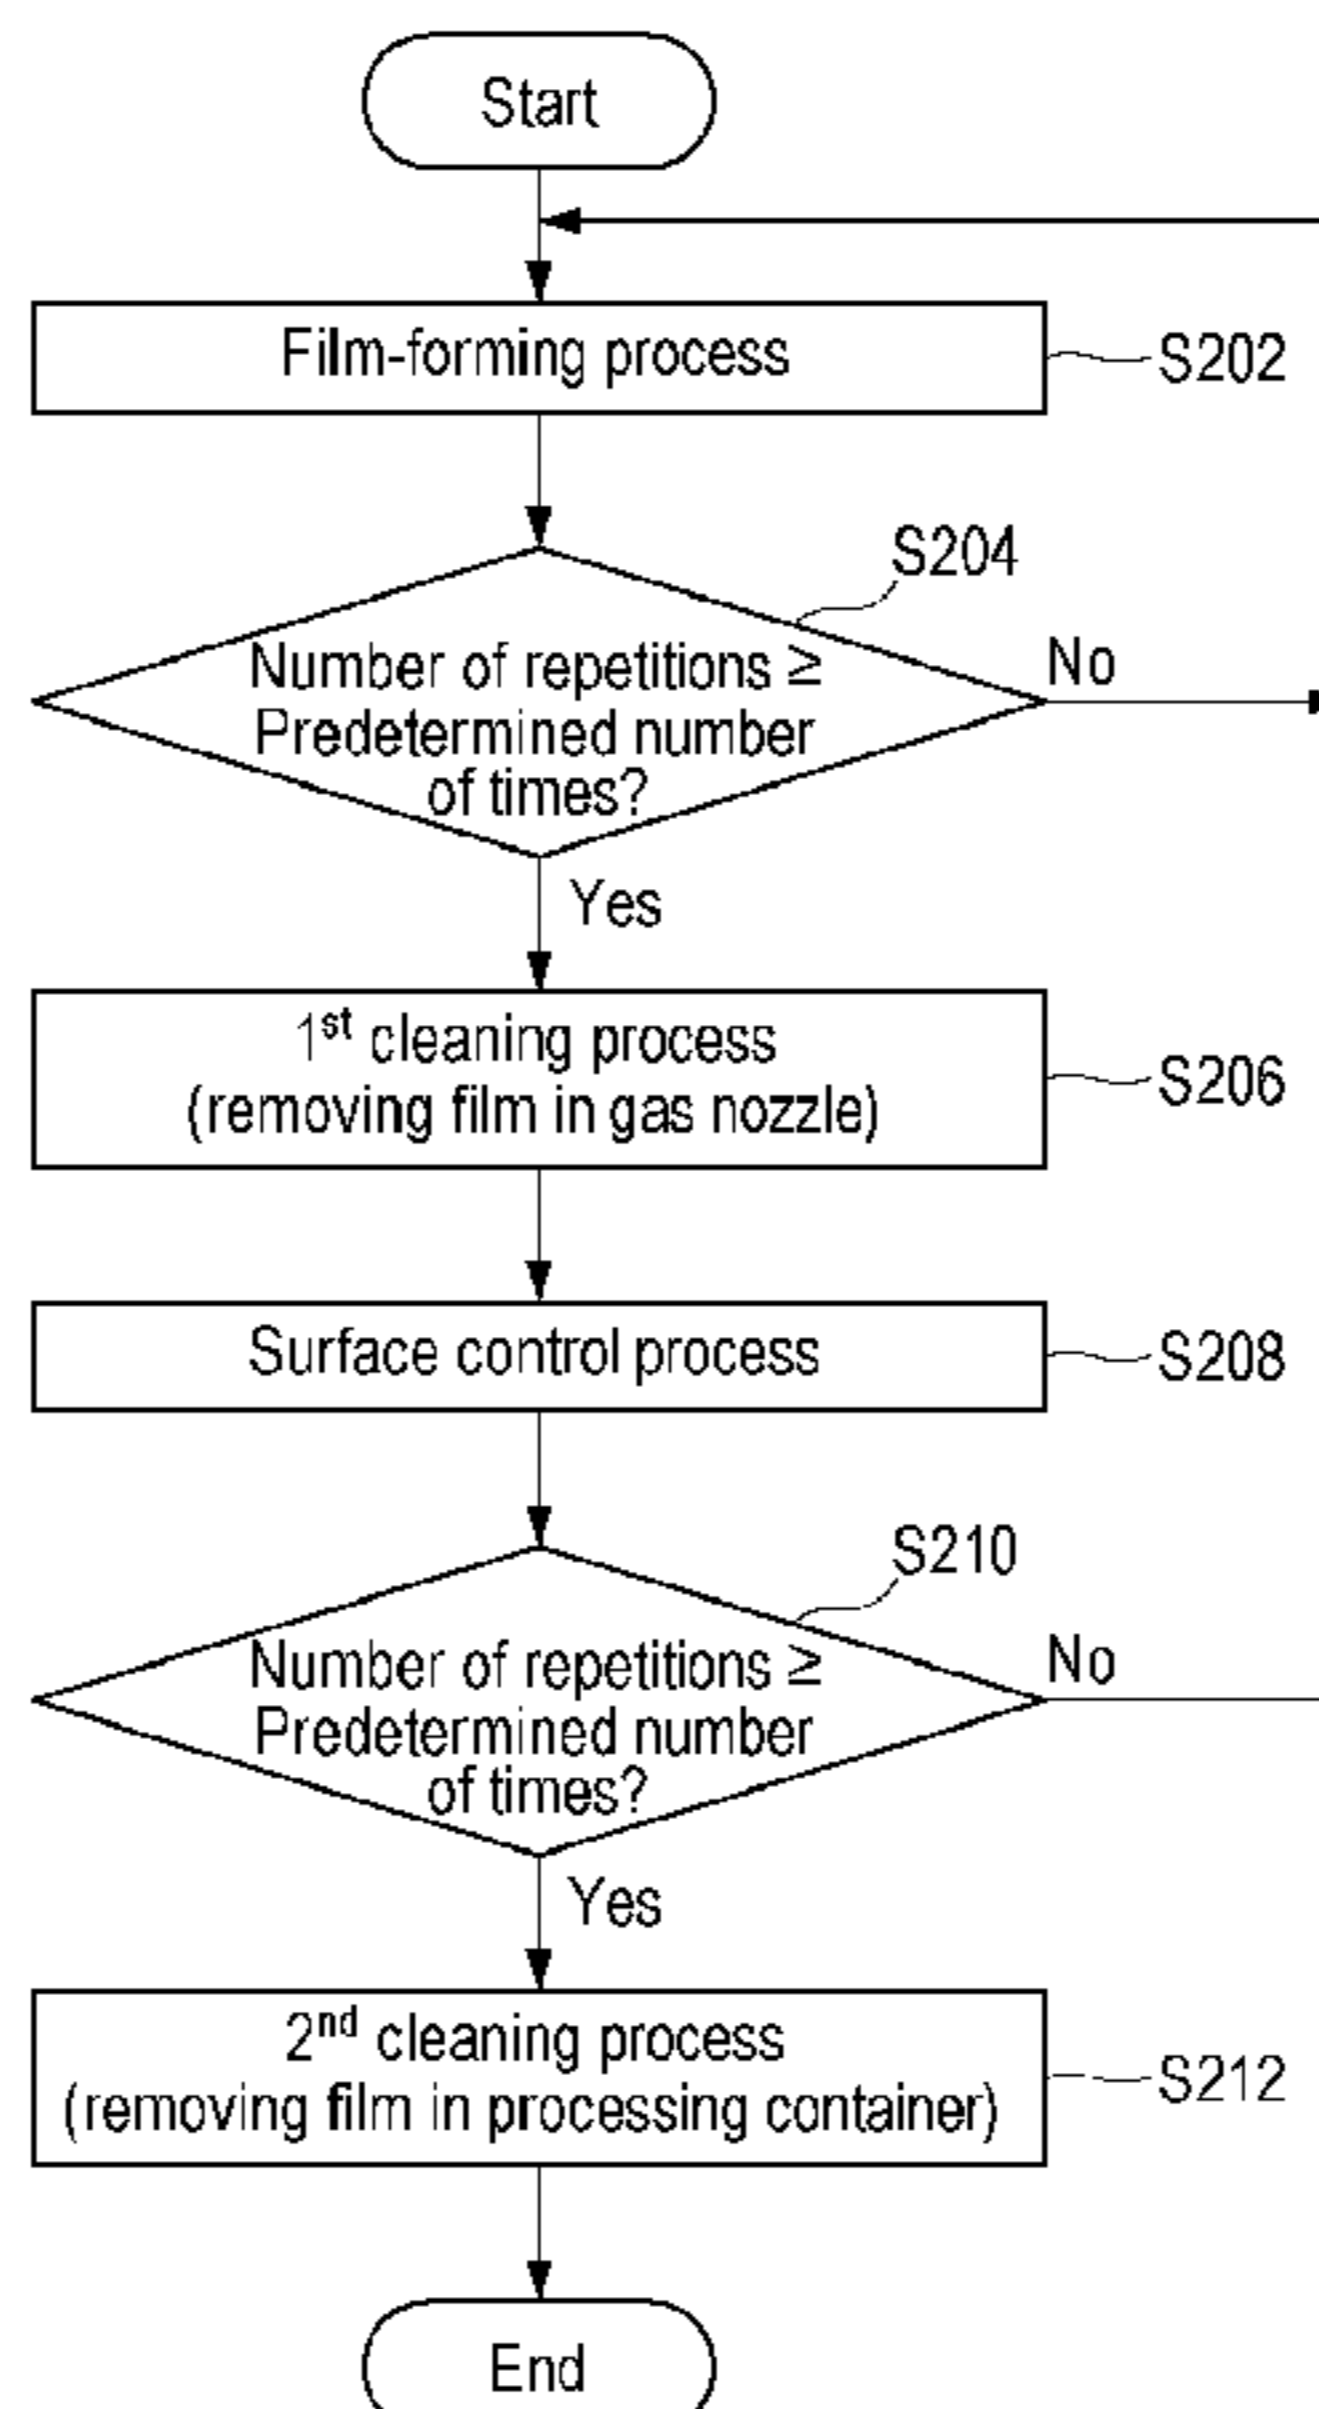 Start
Film-forming process
S202
S204
Number of repetitions ≥
Predetermined number
of times?
No
Yes
1st cleaning process
(removing film in gas nozzle)
S206
Surface control process
S208
S210
Number of repetitions ≥
Predetermined number
of times?
No
Yes
2nd cleaning process
(removing film in processing container)
S212
End